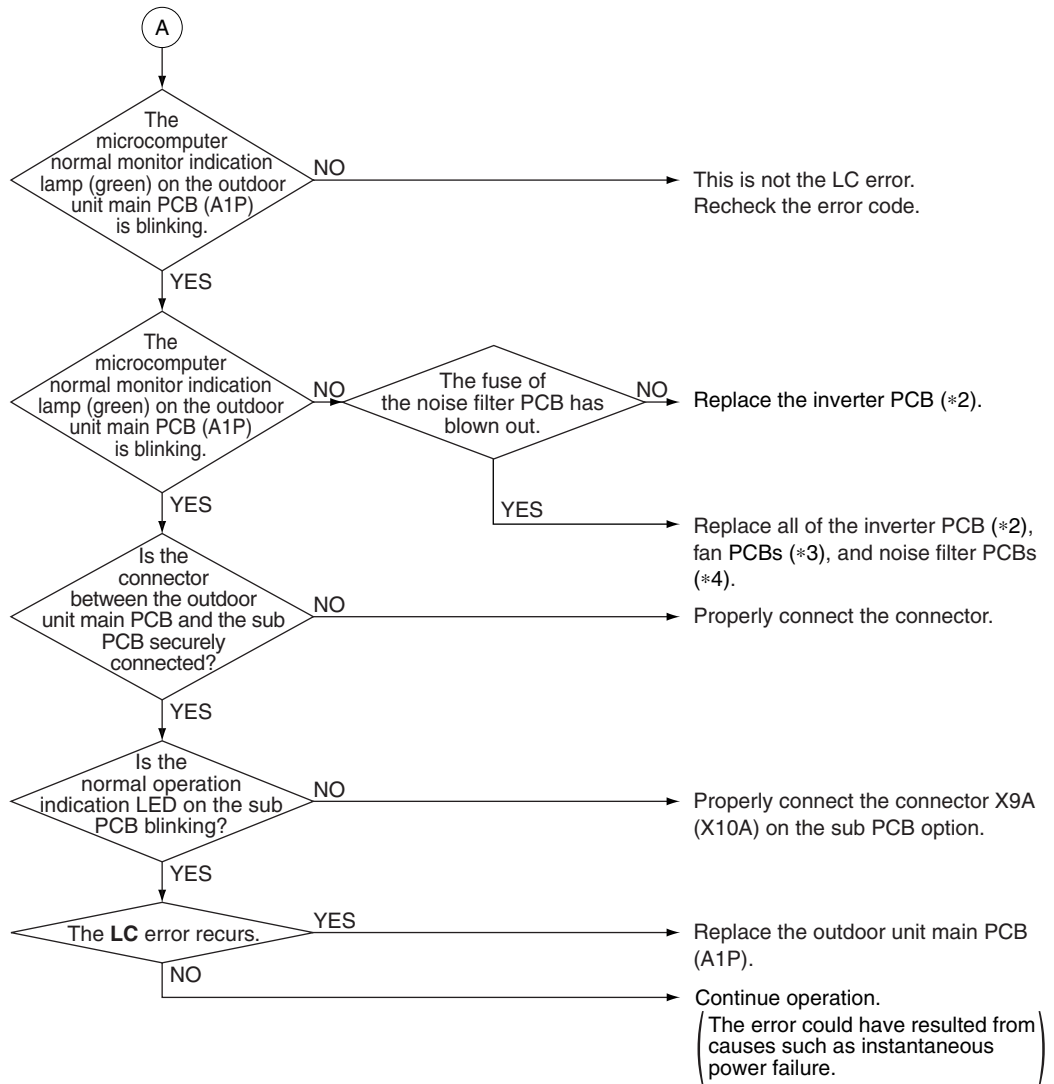 A
The
microcomputer
normal monitor indication
lamp (green) on the outdoor
unit main PCB (A1P)
is blinking.
NO
This is not the LC error.
Recheck the error code.
YES
The
microcomputer
normal monitor indication
lamp (green) on the outdoor
unit main PCB (A1P)
is blinking.
NO
The fuse of
the noise filter PCB has
blown out.
NO
Replace the inverter PCB (*2).
YES
Replace all of the inverter PCB (*2),
fan PCBs (*3), and noise filter PCBs
(*4).
YES
Is the
connector
between the outdoor
unit main PCB and the sub
PCB securely
connected?
NO
Properly connect the connector.
YES
Is the
normal operation
indication LED on the sub
PCB blinking?
NO
Properly connect the connector X9A
(X10A) on the sub PCB option.
YES
The LC error recurs.
YES
Replace the outdoor unit main PCB
(A1P).
NO
Continue operation.
(The error could have resulted from
causes such as instantaneous
power failure.)